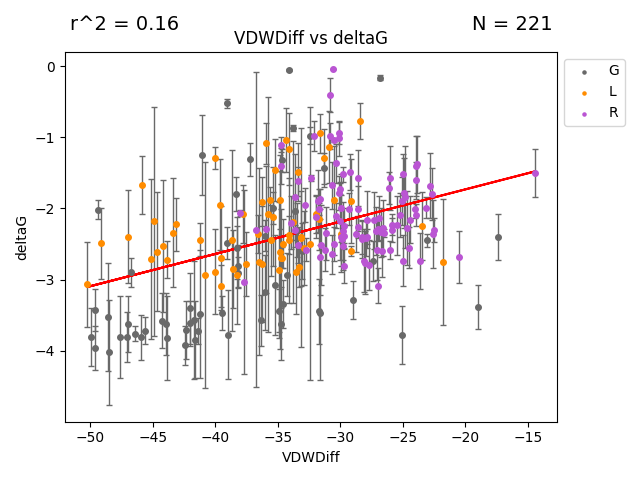 r^2 = 0.16 N = 221
VDWDiff vs deltaG
G
L
R
0
−1
−2
−3
−4
deltaG
−50 −45 −40 −35 −30 −25 −20 −15
VDWDiff